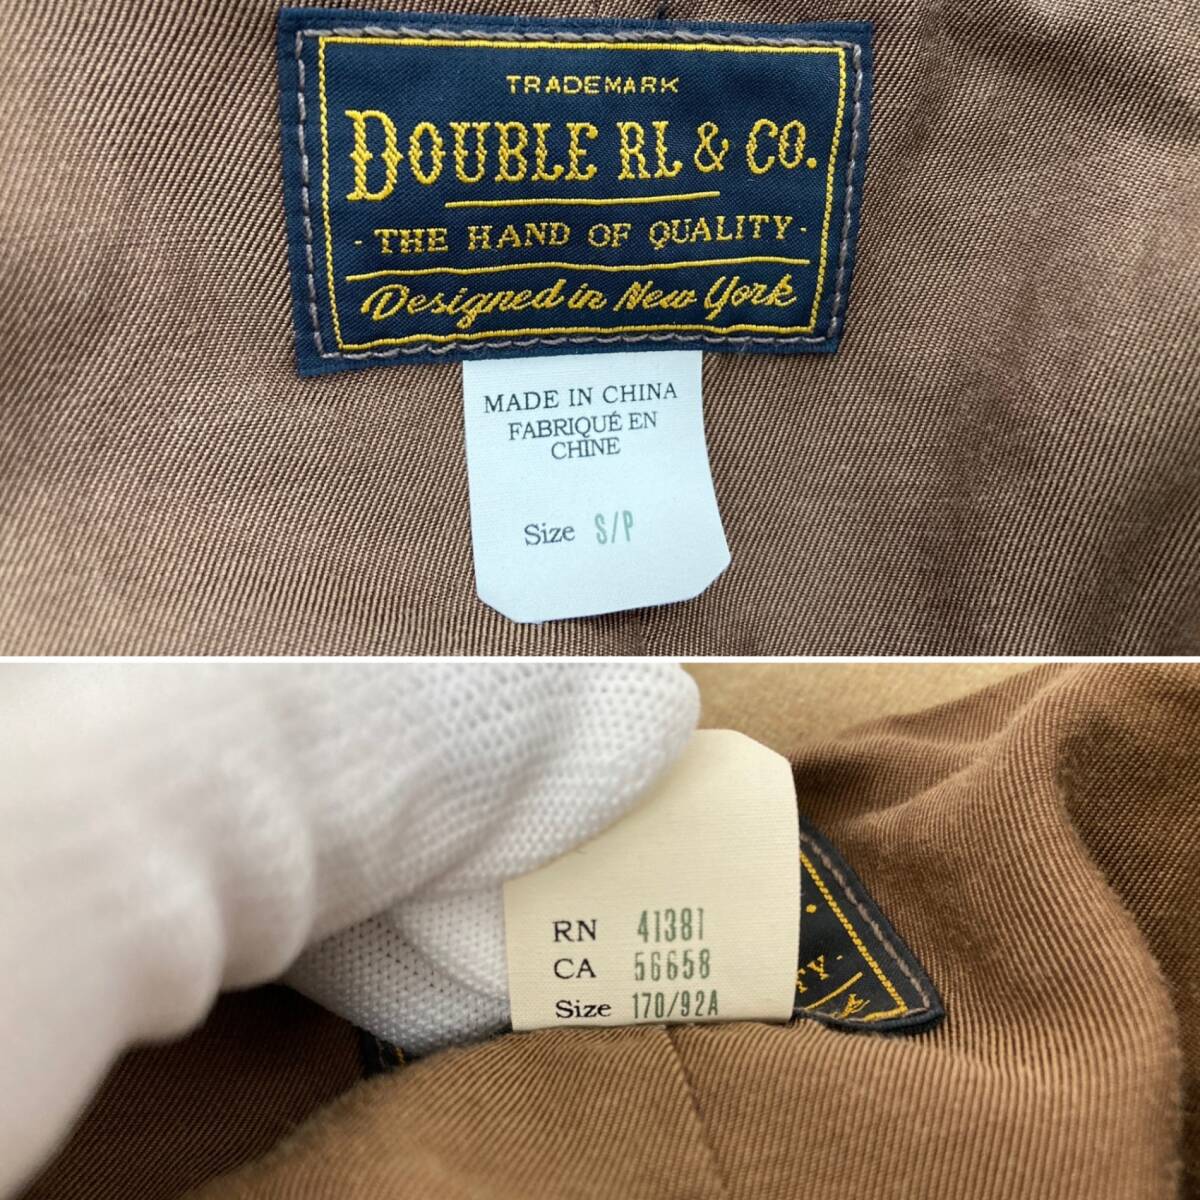 TRADEMARK
DOUBLE RL & CO.
- THE HAND OF QUALITY -
Designed in New York
MADE IN CHINA
FABRIQUÉ EN
CHINE
Size S/P
RN 41381
CA 56658
Size 170/92A
TY -